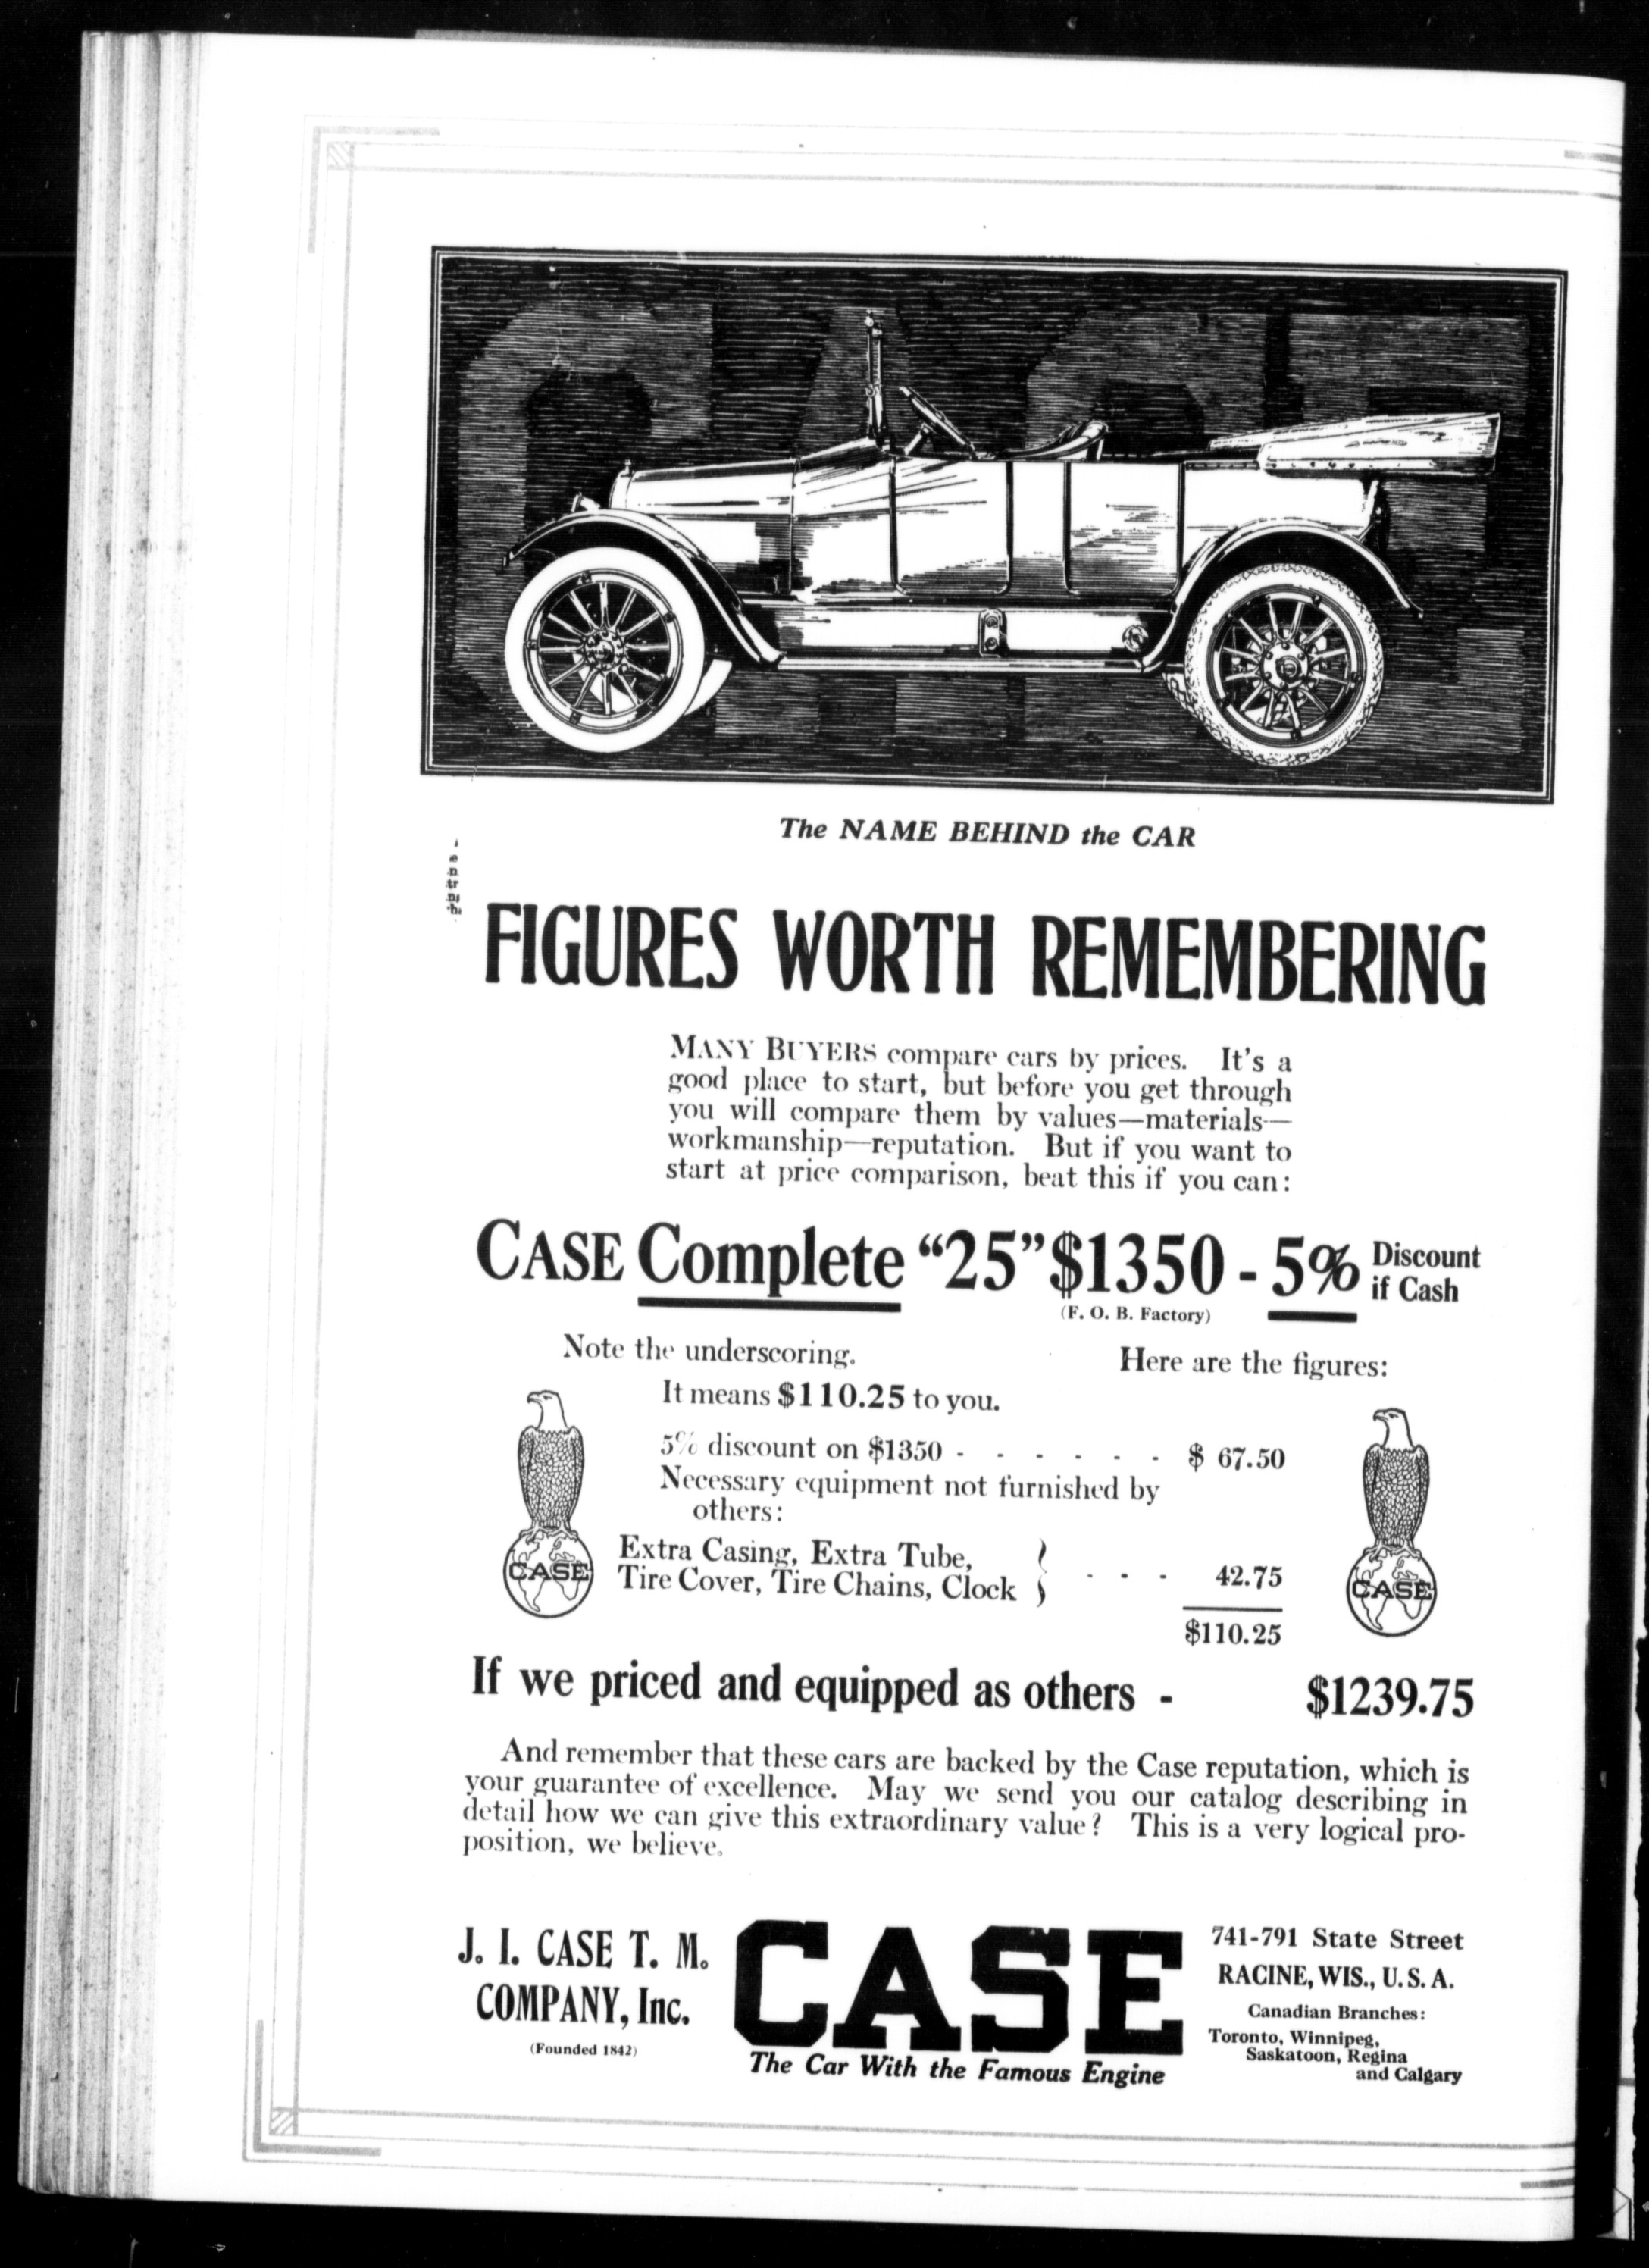 CASE
The NAME BEHIND the CAR
FIGURES WORTH REMEMBERING
MANY BUYERS compare cars by prices. It's a
good place to start, but before you get through
you will compare them by values—materials—
workmanship—reputation. But if you want to
start at price comparison, beat this if you can:
CASE Complete “25” $1350 - 5% Discount
if Cash
(F. O. B. Factory)
Note the underscoring.
Here are the figures:
It means $110.25 to you.
5% discount on $1350 - - - - - - $ 67.50
Necessary equipment not furnished by
others:
Extra Casing, Extra Tube,
Tire Cover, Tire Chains, Clock } - - - 42.75
$110.25
CASE
CASE
If we priced and equipped as others - $1239.75
And remember that these cars are backed by the Case reputation, which is
your guarantee of excellence. May we send you our catalog describing in
detail how we can give this extraordinary value? This is a very logical pro-
position, we believe.
J. I. CASE T. M.
COMPANY, Inc.
(Founded 1842)
CASE
The Car With the Famous Engine
741-791 State Street
RACINE, WIS., U. S. A.
Canadian Branches:
Toronto, Winnipeg,
Saskatoon, Regina
and Calgary